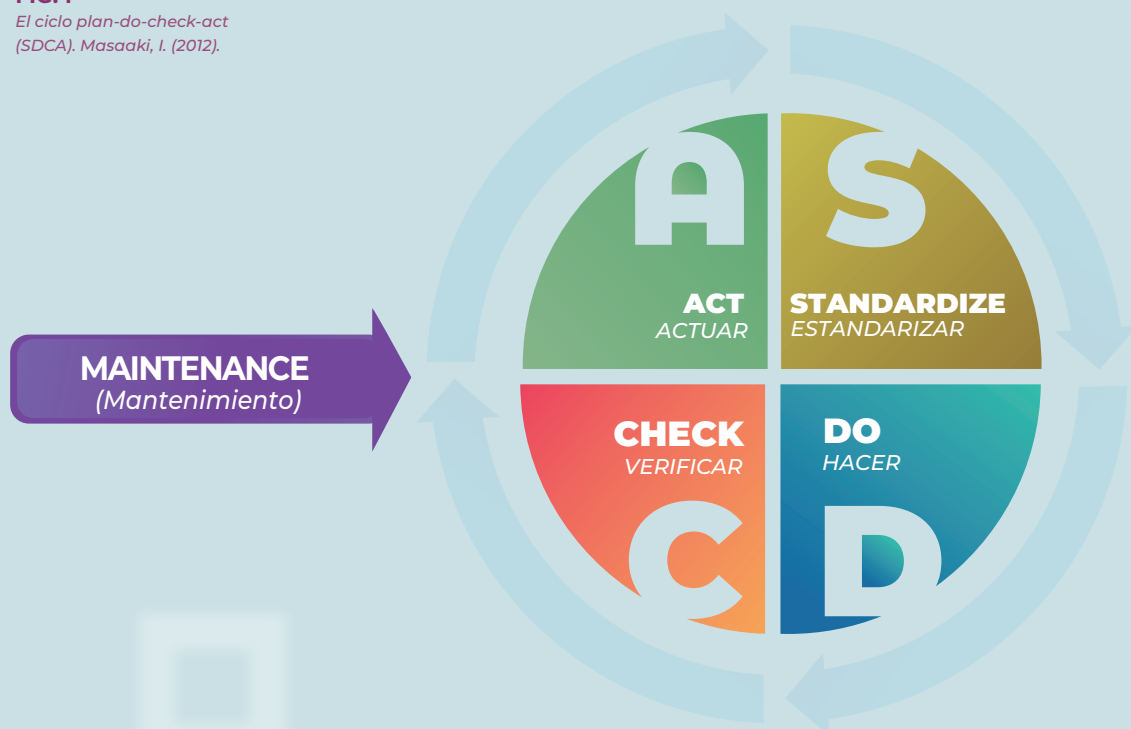 El ciclo plan-do-check-act
(SDCA). Masaaki, I. (2012).
A
S
ACT
ACTUAR
STANDARDIZE
ESTANDARIZAR
MAINTENANCE
(Mantenimiento)
CHECK
VERIFICAR
DO
HACER
C
D